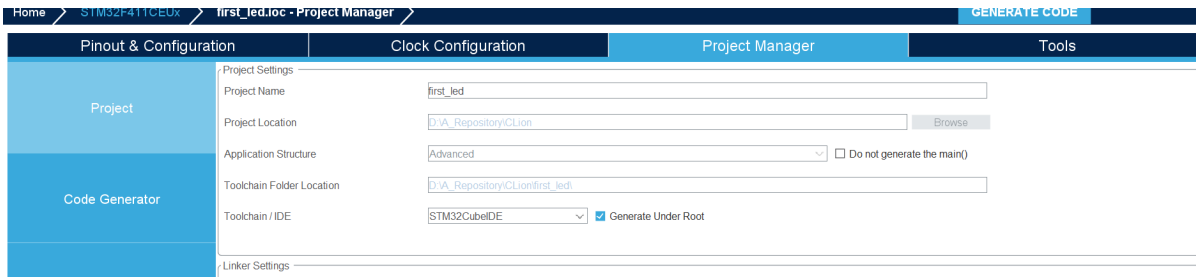 Home STM32F411CEUx first_led.ioc - Project Manager GENERATE CODE
Pinout & Configuration Clock Configuration Project Manager Tools
Project Settings
Project Name first_led
Project
Project Location D:\A_Repository\CLion Browse
Application Structure Advanced Do not generate the main()
Toolchain Folder Location D:\A_Repository\CLion\first_led\
Code Generator
Toolchain / IDE STM32CubeIDE Generate Under Root
Linker Settings